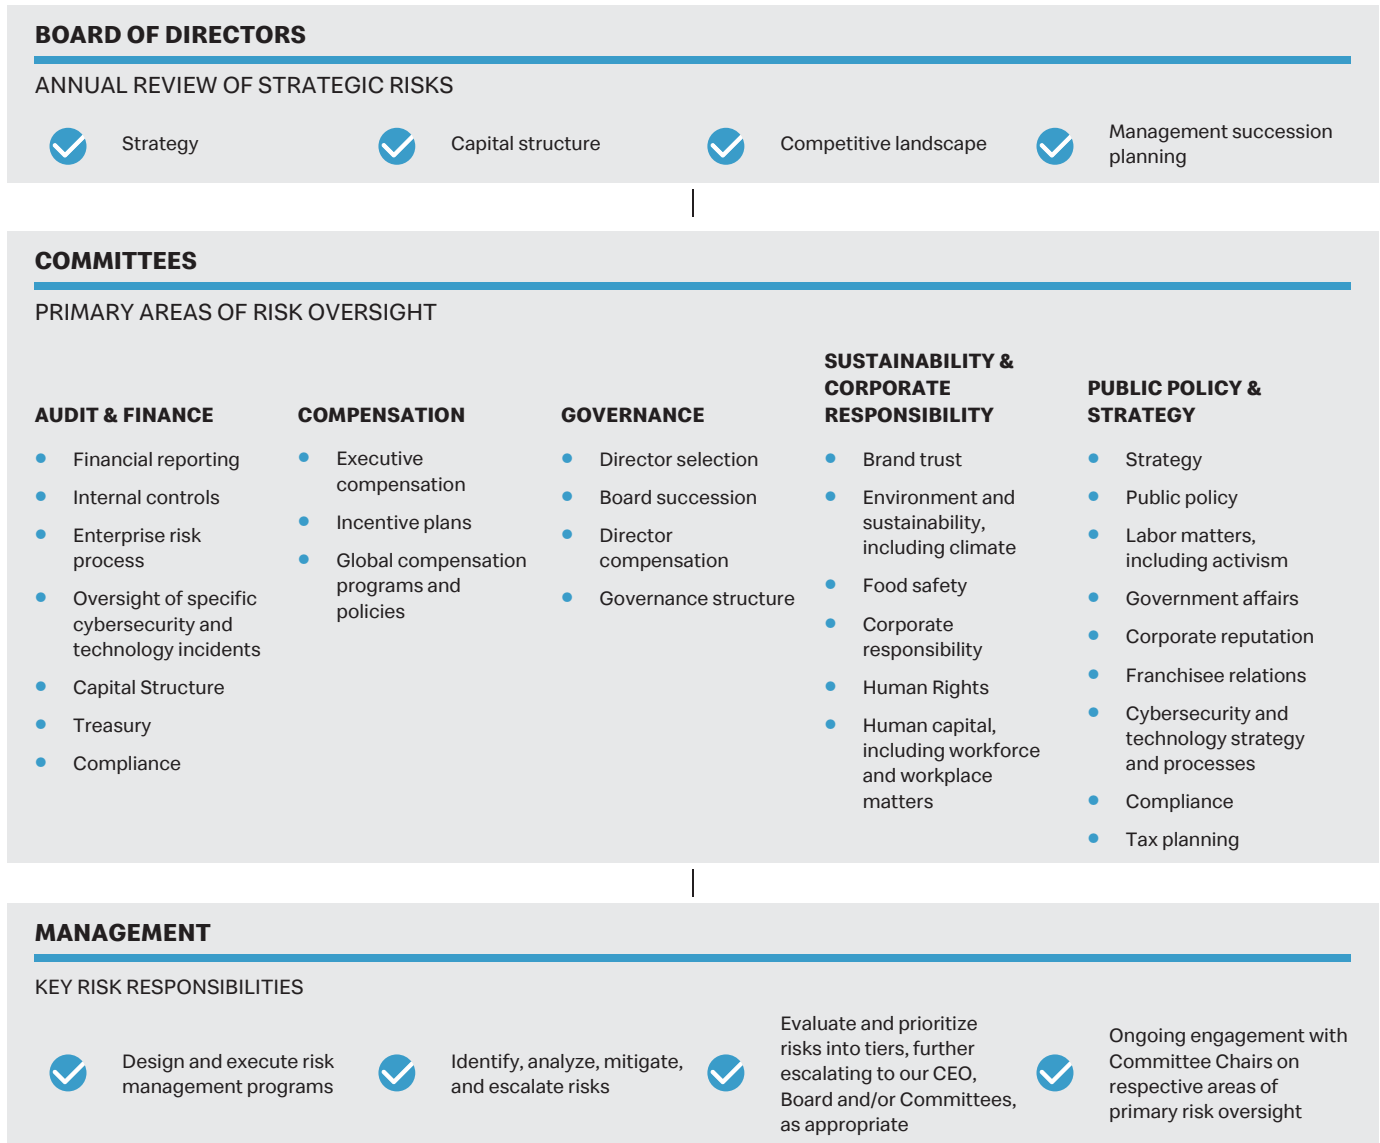 BOARD OF DIRECTORS
ANNUAL REVIEW OF STRATEGIC RISKS
Strategy
Capital structure
Competitive landscape
Management succession
planning
COMMITTEES
PRIMARY AREAS OF RISK OVERSIGHT
AUDIT & FINANCE
Financial reporting
Internal controls
Enterprise risk
process
Oversight of specific
cybersecurity and
technology incidents
Capital Structure
Treasury
Compliance
COMPENSATION
Executive
compensation
Incentive plans
Global compensation
programs and
policies
GOVERNANCE
Director selection
Board succession
Director
compensation
Governance structure
SUSTAINABILITY &
CORPORATE
RESPONSIBILITY
Brand trust
Environment and
sustainability,
including climate
Food safety
Corporate
responsibility
Human Rights
Human capital,
including workforce
and workplace
matters
PUBLIC POLICY &
STRATEGY
Strategy
Public policy
Labor matters,
including activism
Government affairs
Corporate reputation
Franchisee relations
Cybersecurity and
technology strategy
and processes
Compliance
Tax planning
MANAGEMENT
KEY RISK RESPONSIBILITIES
Design and execute risk
management programs
Identify, analyze, mitigate,
and escalate risks
Evaluate and prioritize
risks into tiers, further
escalating to our CEO,
Board and/or Committees,
as appropriate
Ongoing engagement with
Committee Chairs on
respective areas of
primary risk oversight